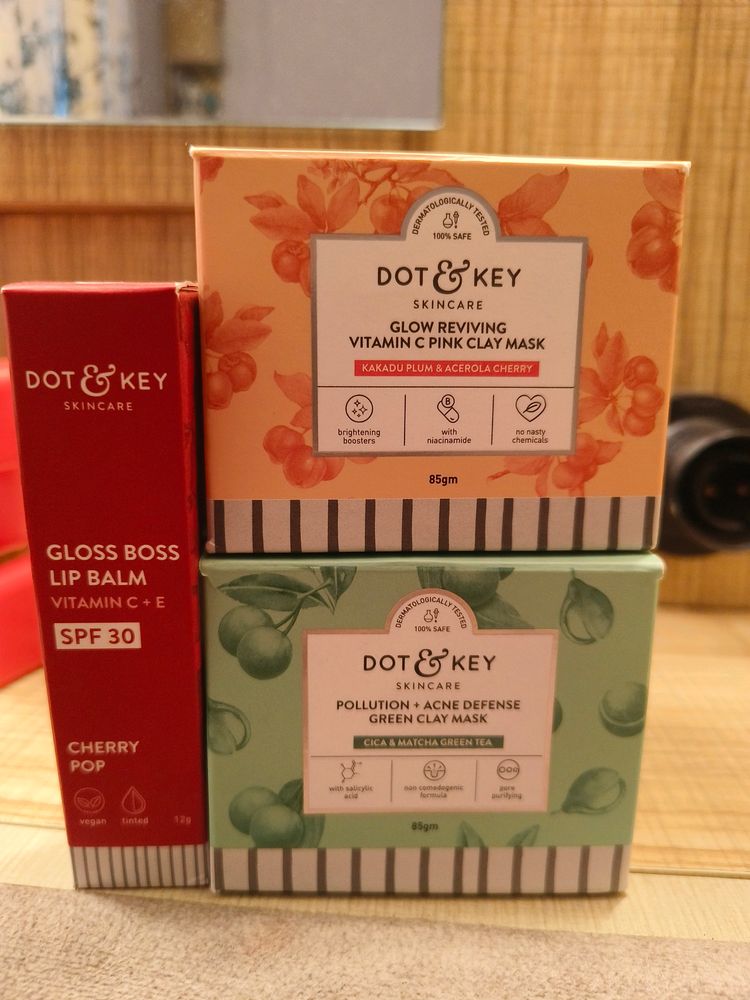 DOT & KEY
SKINCARE
GLOSS BOSS
LIP BALM
VITAMIN C + E
SPF 30
CHERRY
POP
vegan
tinted
12g
DERMATOLOGICALLY TESTED
100% SAFE
DOT & KEY
SKINCARE
GLOW REVIVING
VITAMIN C PINK CLAY MASK
KAKADU PLUM & ACEROLA CHERRY
B
brightening
boosters
with
niacinamide
no nasty
chemicals
85gm
DERMATOLOGICALLY TESTED
100% SAFE
DOT & KEY
SKINCARE
POLLUTION + ACNE DEFENSE
GREEN CLAY MASK
CICA & MATCHA GREEN TEA
with salicylic
acid
non comedogenic
formula
pore
purifying
85gm